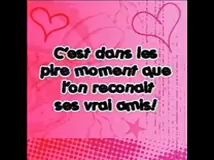 C'est dans les
pire moment que
l'on reconait
ses vrai amis!